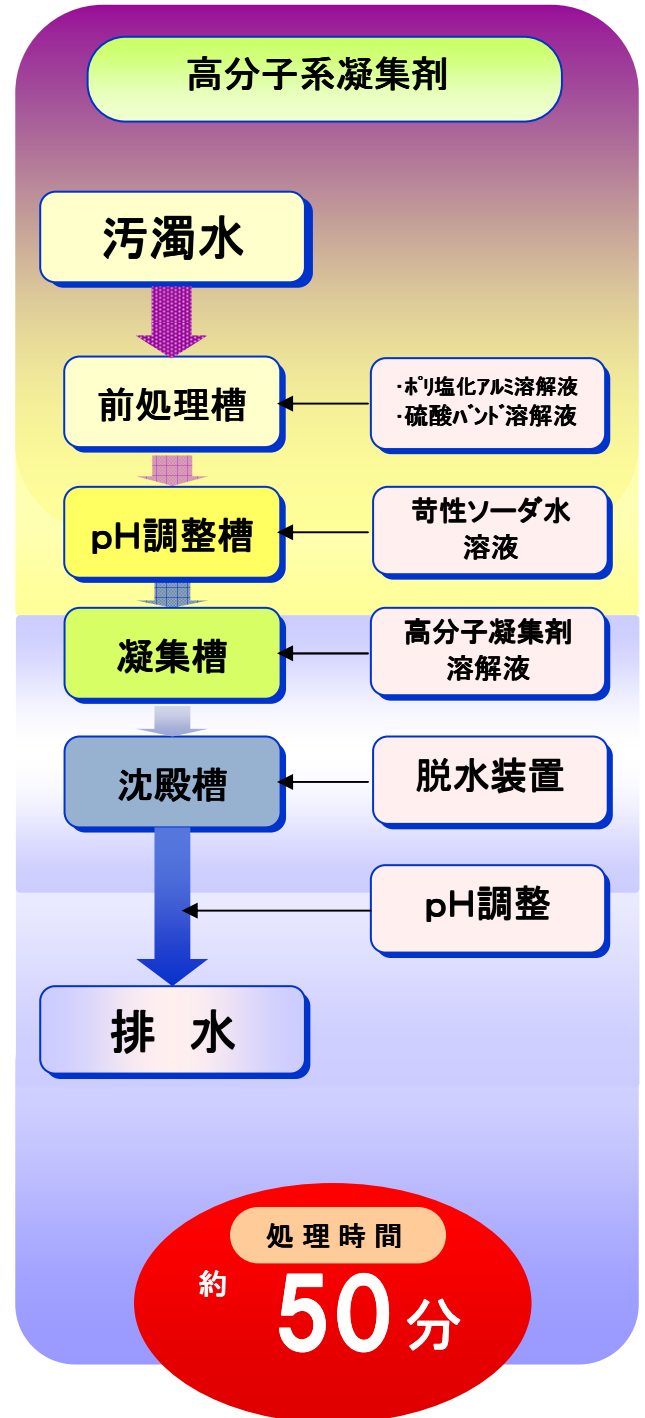 高分子系凝集剤
汚濁水
前処理槽
・ﾎﾟﾘ塩化アルミ溶解液
・硫酸ﾊﾞﾝﾄﾞ溶解液
pH調整槽
苛性ソーダ水
溶液
凝集槽
高分子凝集剤
溶解液
沈殿槽
脱水装置
pH調整
排 水
処理時間
約
50分